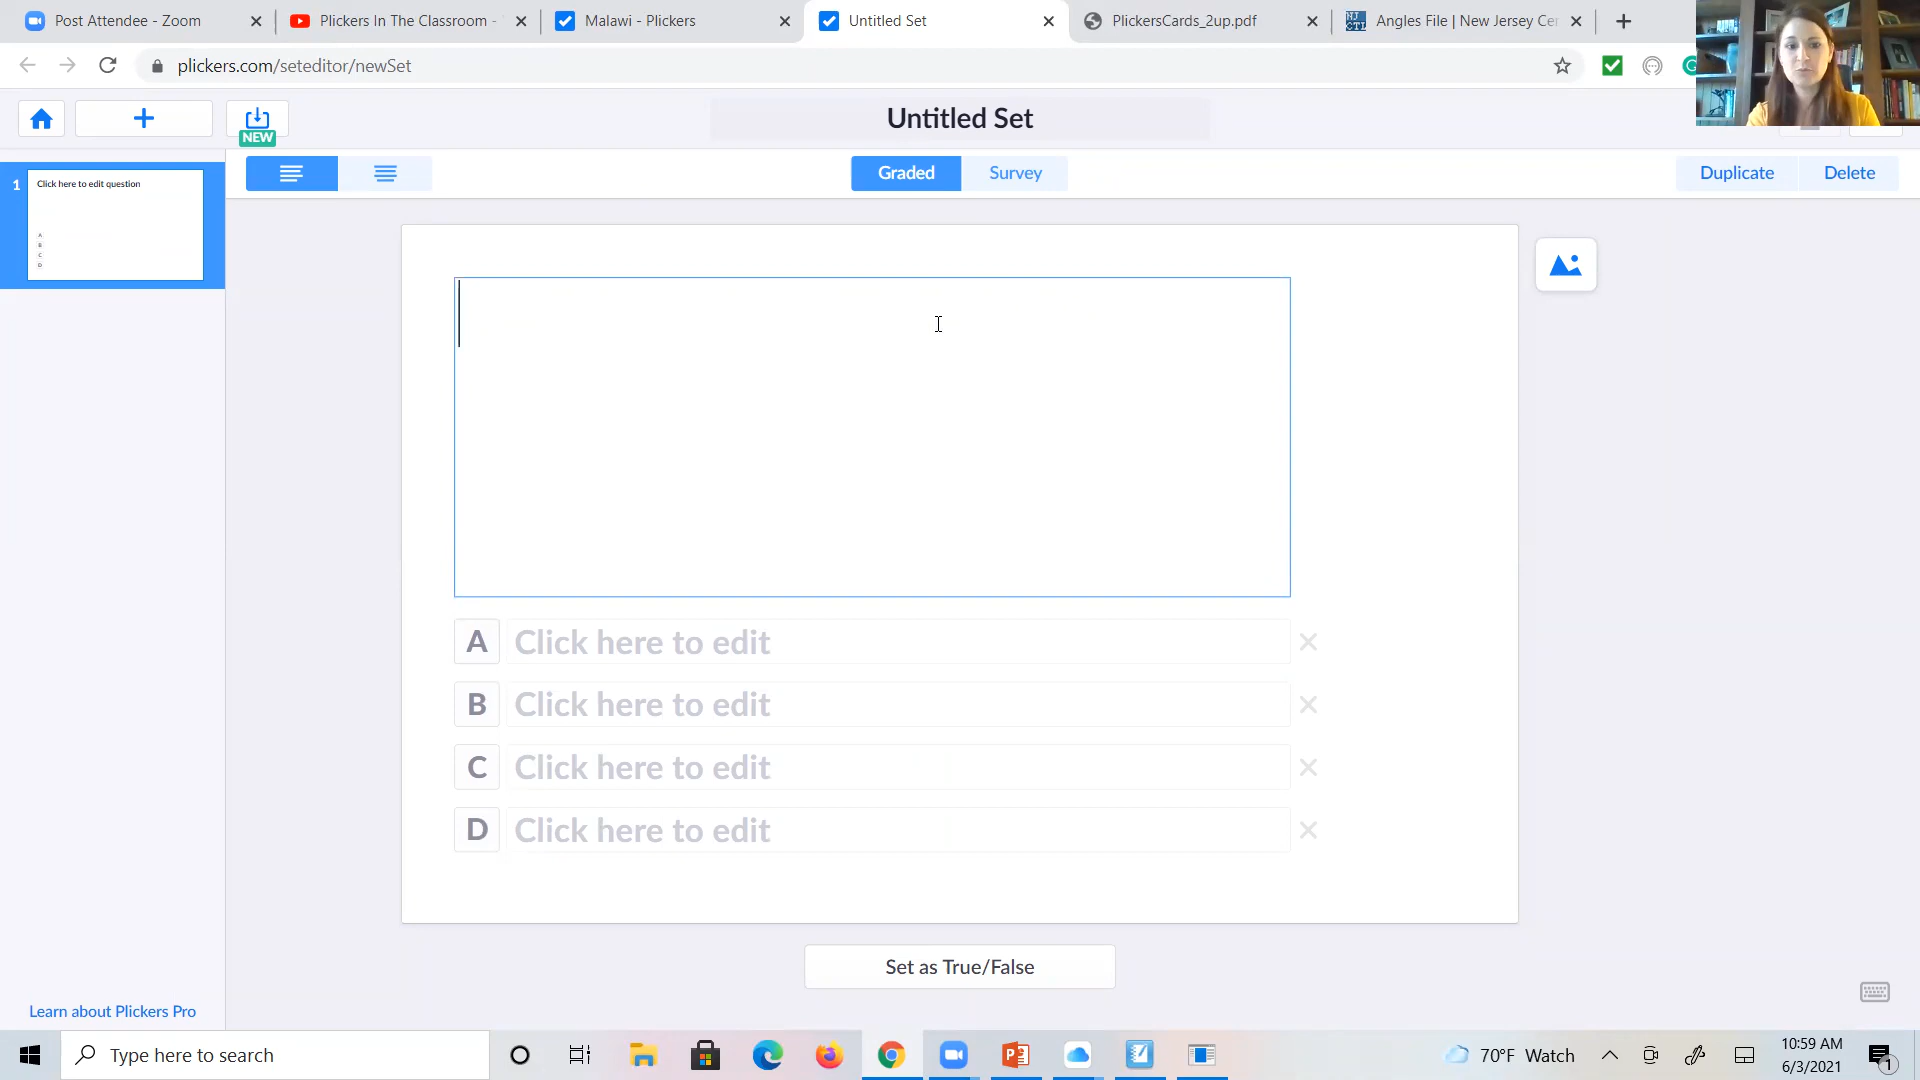 Post Attendee - Zoom
Plickers In The Classroom -
Malawi - Plickers
Untitled Set
PlickersCards_2up.pdf
Angles File | New Jersey Ce
plickers.com/seteditor/newSet
NEW
Untitled Set
Graded
Survey
Duplicate
Delete
1
Click here to edit question
A
B
C
D
A
Click here to edit
B
Click here to edit
C
Click here to edit
D
Click here to edit
Set as True/False
Learn about Plickers Pro
Type here to search
70°F Watch
10:59 AM
6/3/2021
1